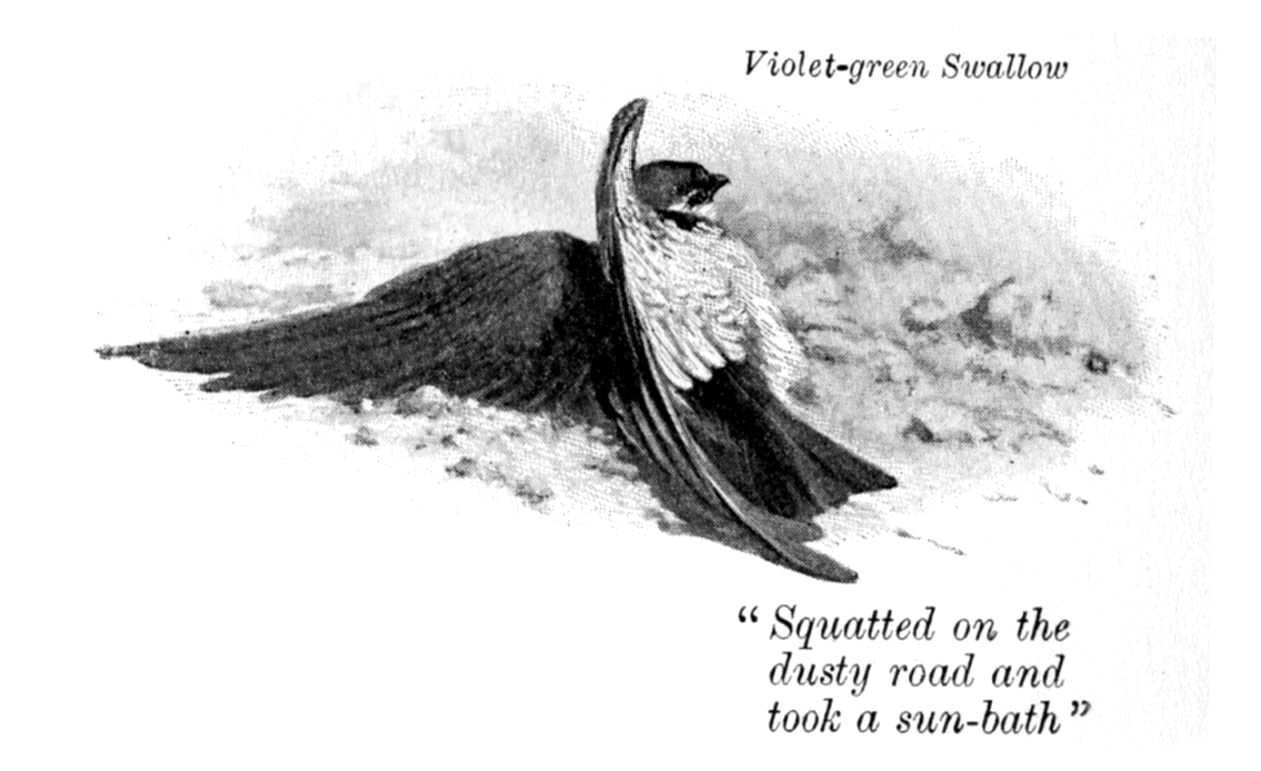 Violet-green Swallow
“Squatted on the
dusty road and
took a sun-bath”